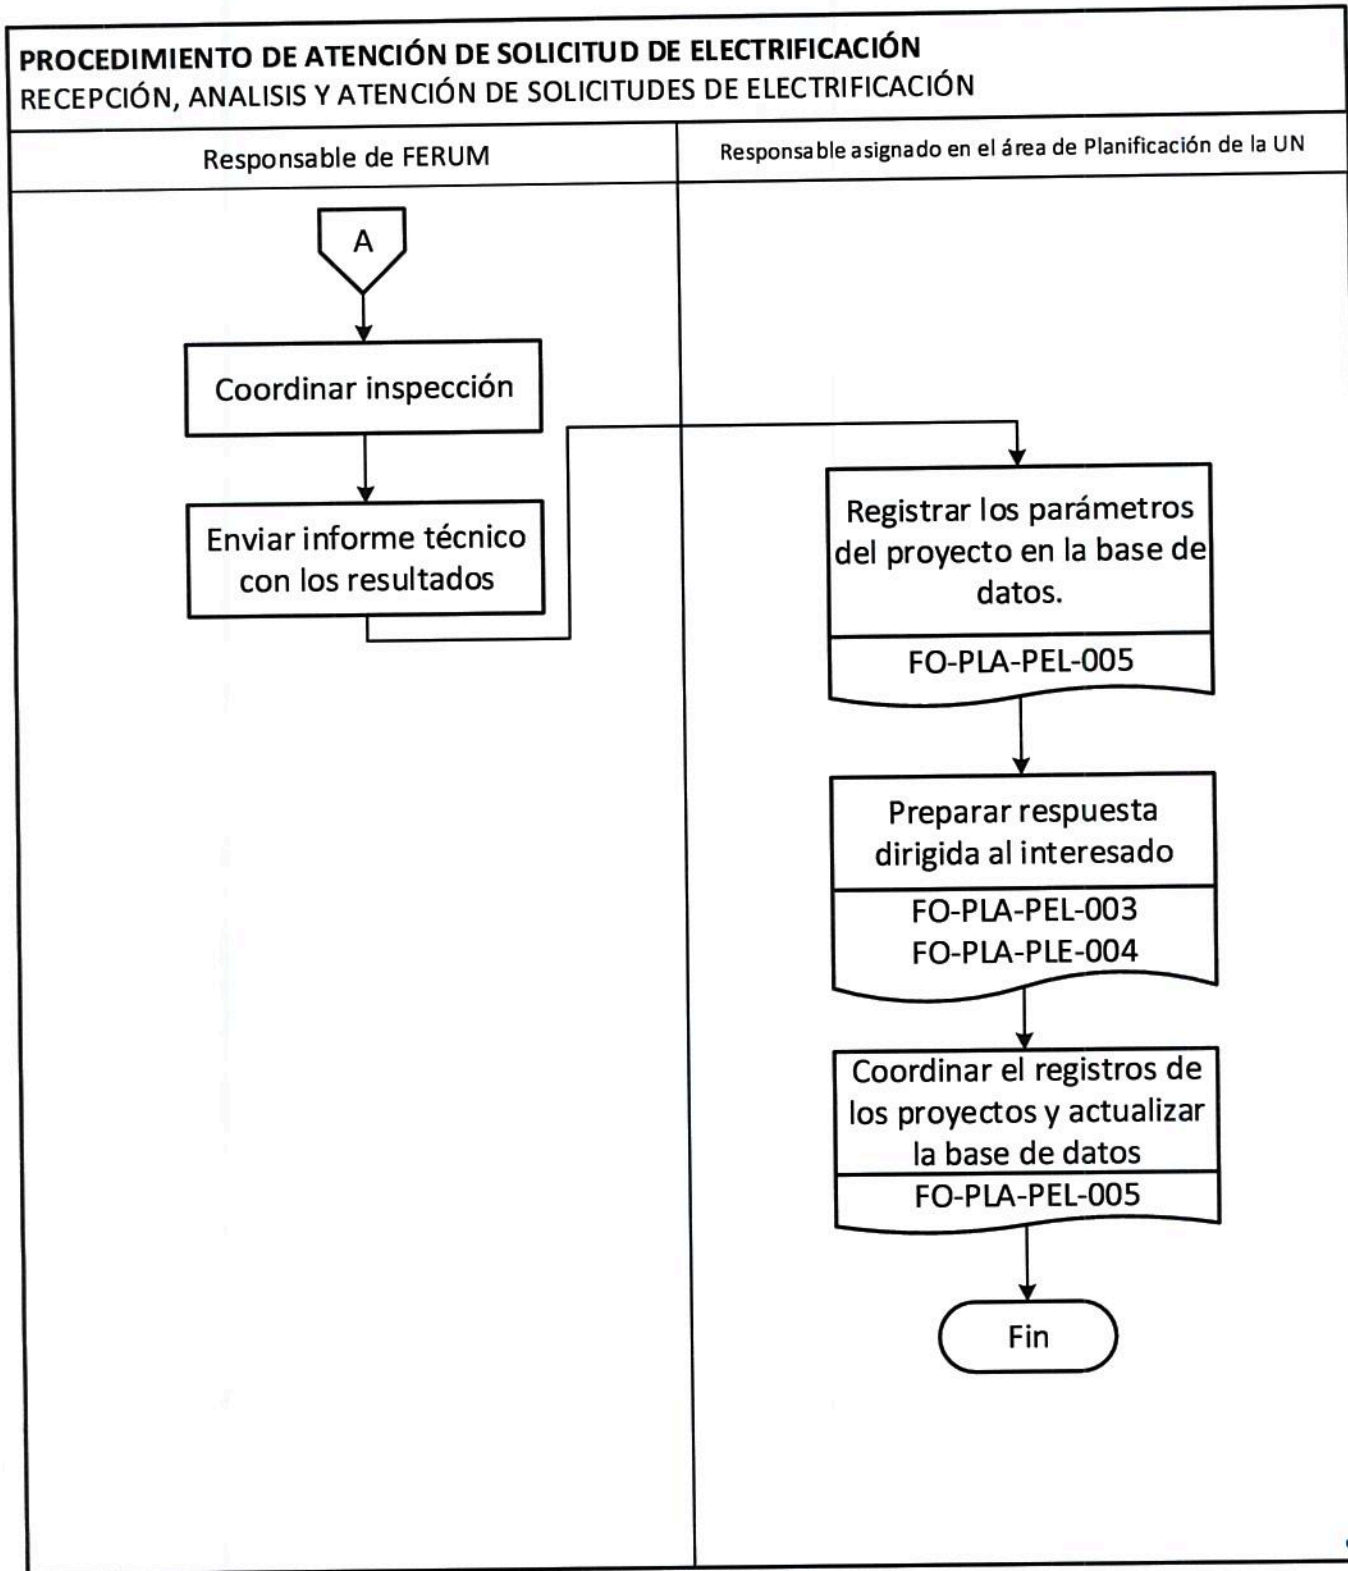 PROCEDIMIENTO DE ATENCIÓN DE SOLICITUD DE ELECTRIFICACIÓN
RECEPCIÓN, ANALISIS Y ATENCIÓN DE SOLICITUDES DE ELECTRIFICACIÓN
Responsable de FERUM
Responsable asignado en el área de Planificación de la UN
A
Coordinar inspección
Enviar informe técnico
con los resultados
Registrar los parámetros
del proyecto en la base de
datos.
FO-PLA-PEL-005
Preparar respuesta
dirigida al interesado
FO-PLA-PEL-003
FO-PLA-PLE-004
Coordinar el registros de
los proyectos y actualizar
la base de datos
FO-PLA-PEL-005
Fin